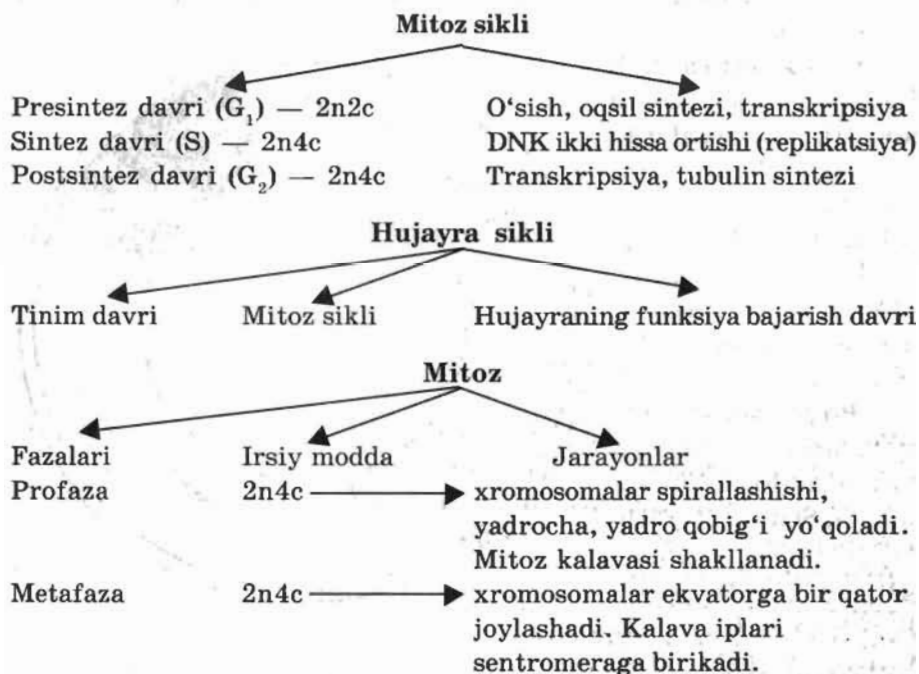 Mitoz sikli
Presintez davri (G₁) — 2n2c O‘sish, oqsil sintezi, transkripsiya
Sintez davri (S) — 2n4c DNK ikki hissa ortishi (replikatsiya)
Postsintez davri (G₂) — 2n4c Transkripsiya, tubulin sintezi
Hujayra sikli
Tinim davri Mitoz sikli Hujayraning funksiya bajarish davri
Mitoz
Fazalari Irsiy modda Jarayonlar
Profaza 2n4c xromosomalar spirallashishi,
yadrocha, yadro qobig‘i yo‘qoladi.
Mitoz kalavasi shakllanadi.
Metafaza 2n4c xromosomalar ekvatorga bir qator
joylashadi. Kalava iplari
sentromeraga birikadi.